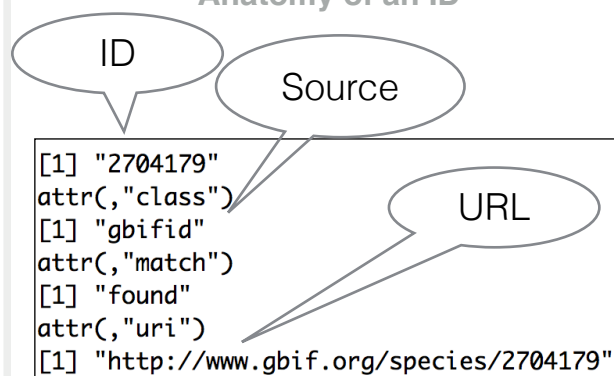 Anatomy of an ID
ID
Source
[1] "2704179"
attr(,"class")
[1] "gbifid"
URL
attr(,"match")
[1] "found"
attr(,"uri")
[1] "http://www.gbif.org/species/2704179"